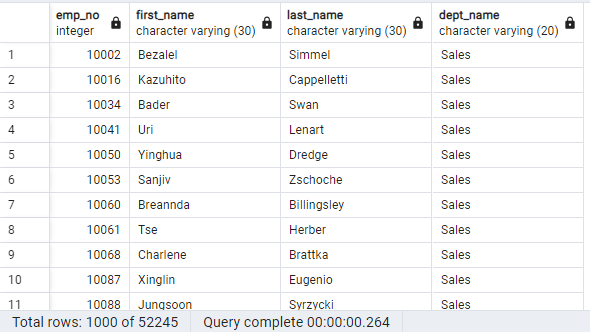 emp_no first_name last_name dept_name
integer character varying (30) character varying (30) character varying (20)
1 10002 Bezalel Simmel Sales
2 10016 Kazuhito Cappelletti Sales
3 10034 Bader Swan Sales
4 10041 Uri Lenart Sales
5 10050 Yinghua Dredge Sales
6 10053 Sanjiv Zschoche Sales
7 10060 Breannda Billingsley Sales
8 10061 Tse Herber Sales
9 10068 Charlene Brattka Sales
10 10087 Xinglin Eugenio Sales
11 10088 Jungsoon Syrzycki Sales
Total rows: 1000 of 52245 Query complete 00:00:00.264